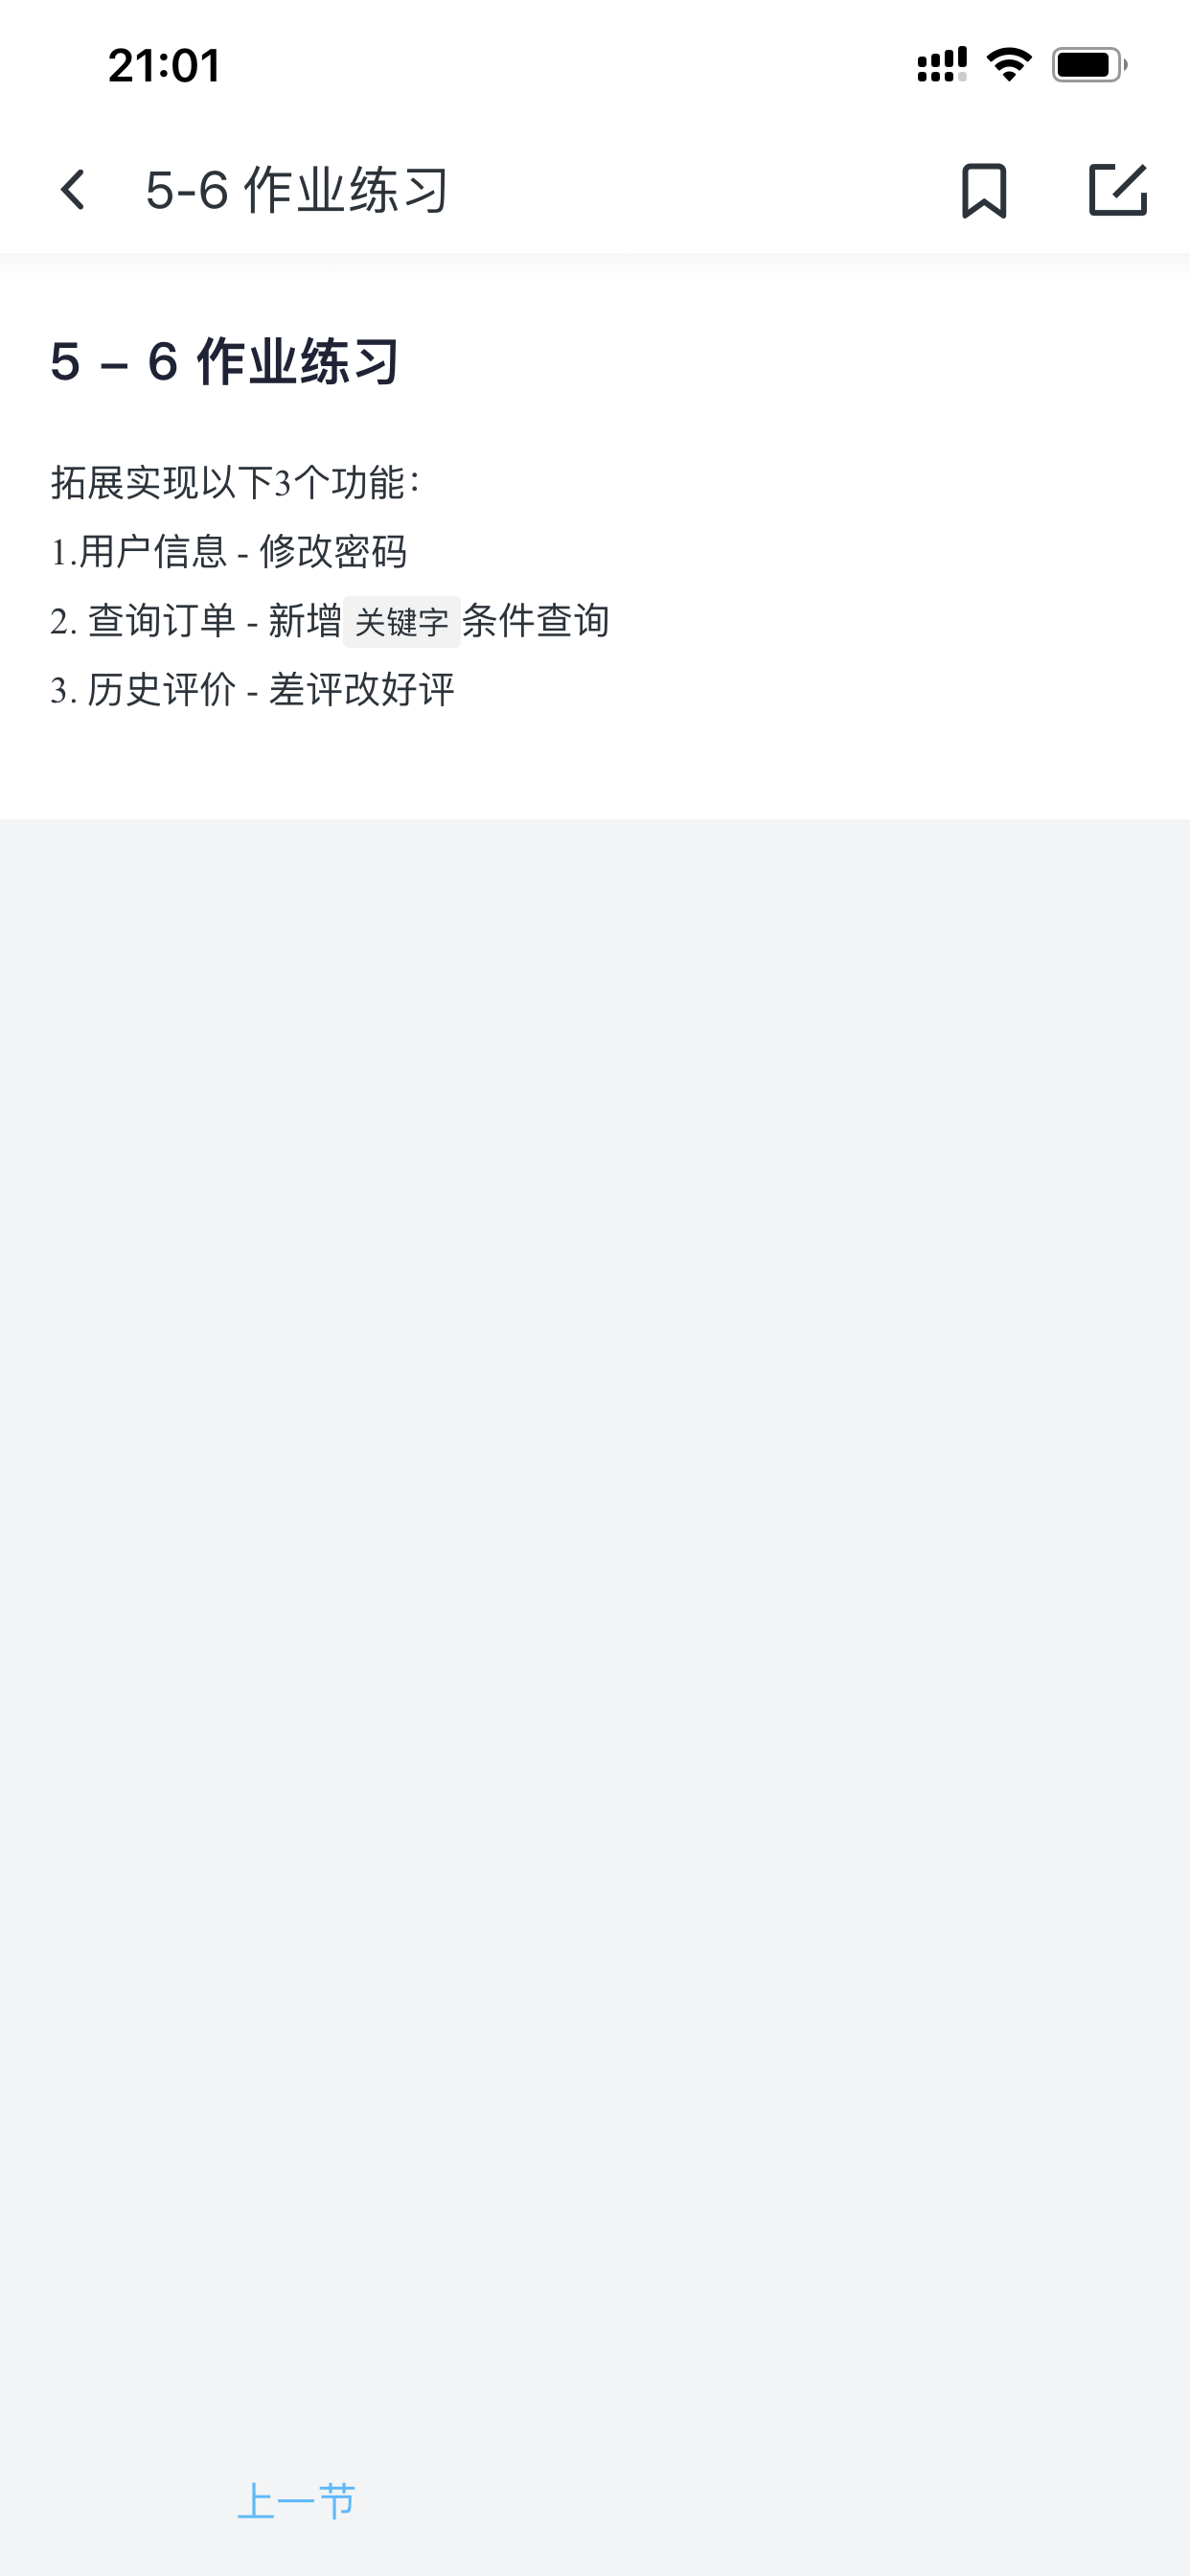 21:01
5-6 作业练习
5 – 6 作业练习
拓展实现以下3个功能：
1.用户信息 - 修改密码
2. 查询订单 - 新增 关键字 条件查询
3. 历史评价 - 差评改好评
上一节